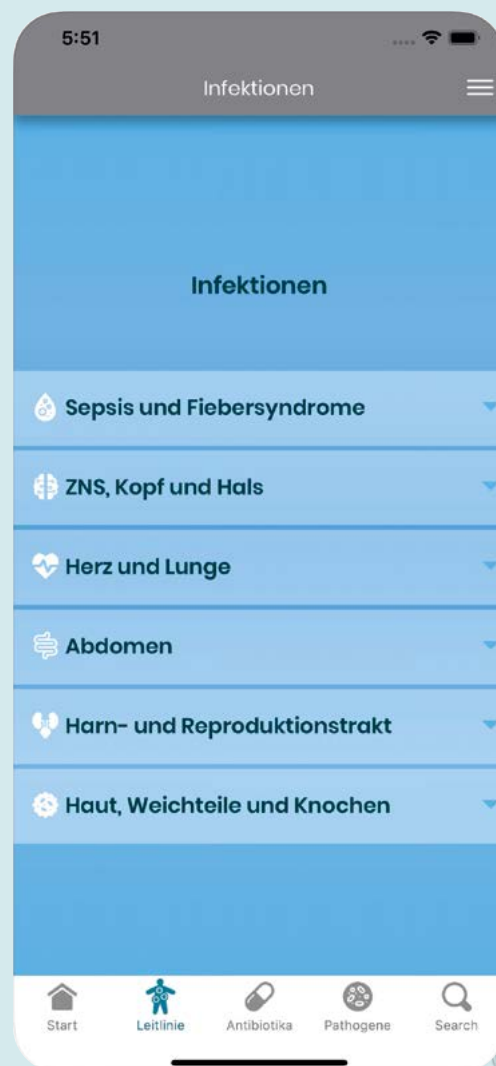 5:51
Infektionen
Infektionen
Sepsis und Fiebersyndrome
ZNS, Kopf und Hals
Herz und Lunge
Abdomen
Harn- und Reproduktionstrakt
Haut, Weichteile und Knochen
Start Leitlinie Antibiotika Pathogene Search